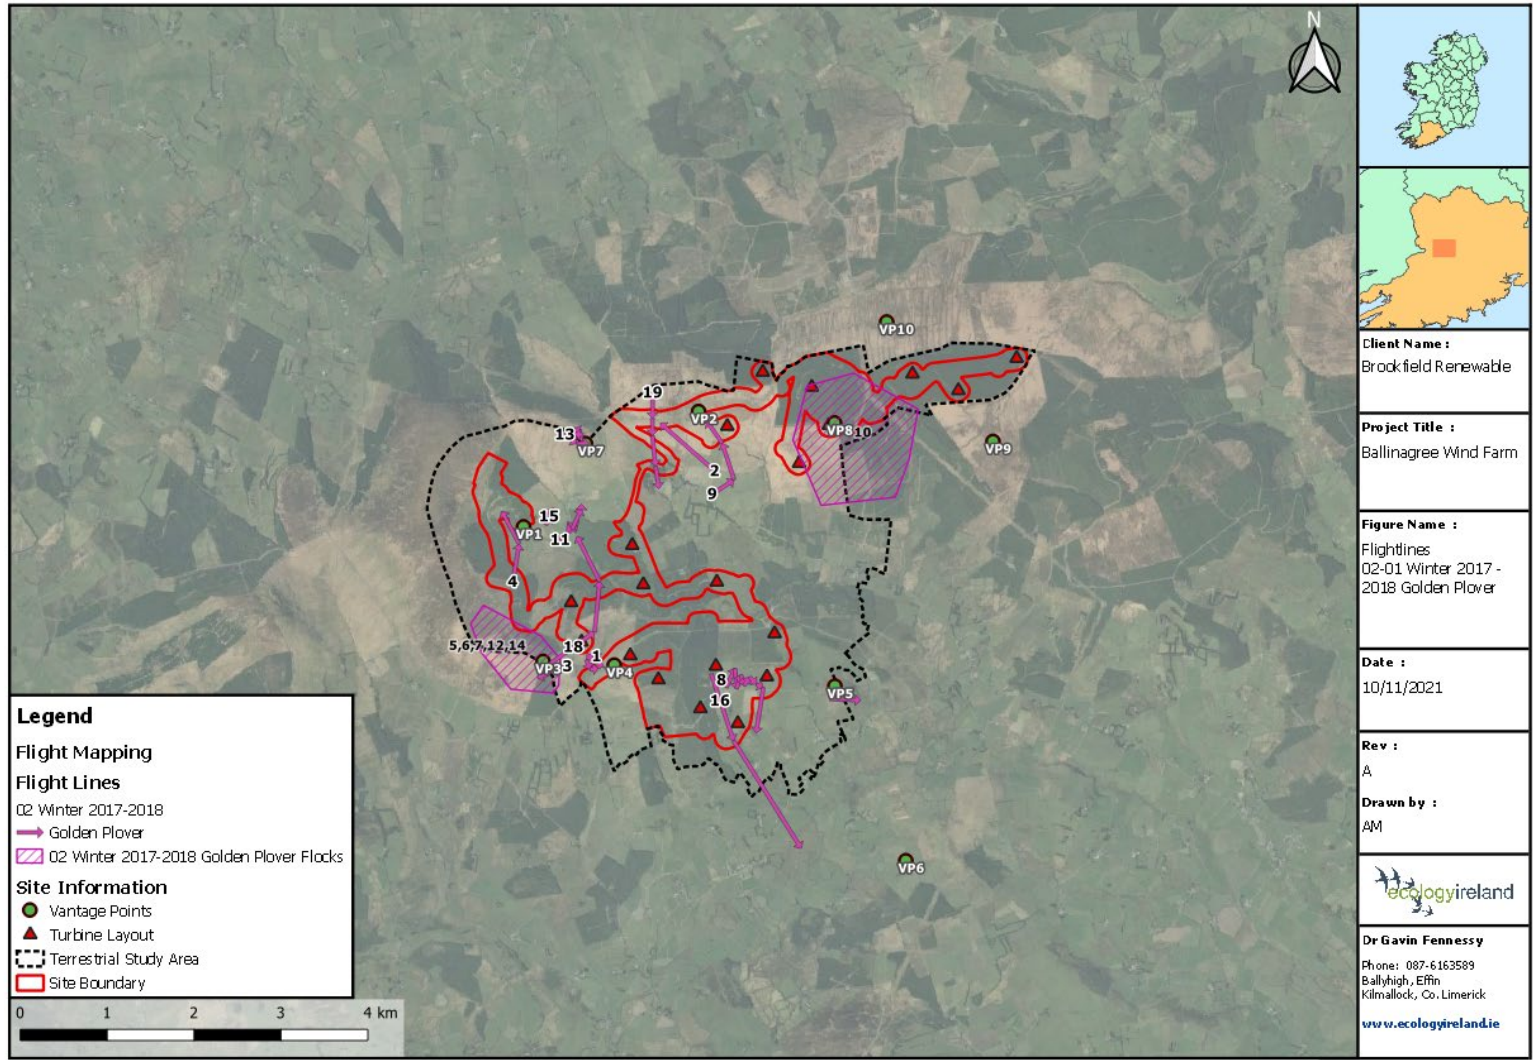 N
VP10
19
VP2
13
VP7
VP8
10
VP9
2
9
15
VP1
11
4
5,6,7,12,14
18
1
VP3
3
VP4
8
VP5
16
VP6
Legend
Flight Mapping
Flight Lines
02 Winter 2017-2018
Golden Plover
02 Winter 2017-2018 Golden Plover Flocks
Site Information
Vantage Points
Turbine Layout
Terrestrial Study Area
Site Boundary
0 1 2 3 4 km
Client Name :
Brookfield Renewable
Project Title :
Ballinagree Wind Farm
Figure Name :
Flightlines
02-01 Winter 2017 -
2018 Golden Plover
Date :
10/11/2021
Rev :
A
Drawn by :
AM
ecologyireland
Dr Gavin Fennessy
Phone: 087-6163589
Ballyhigh, Effin
Kilmallock, Co. Limerick
www.ecologyireland.ie